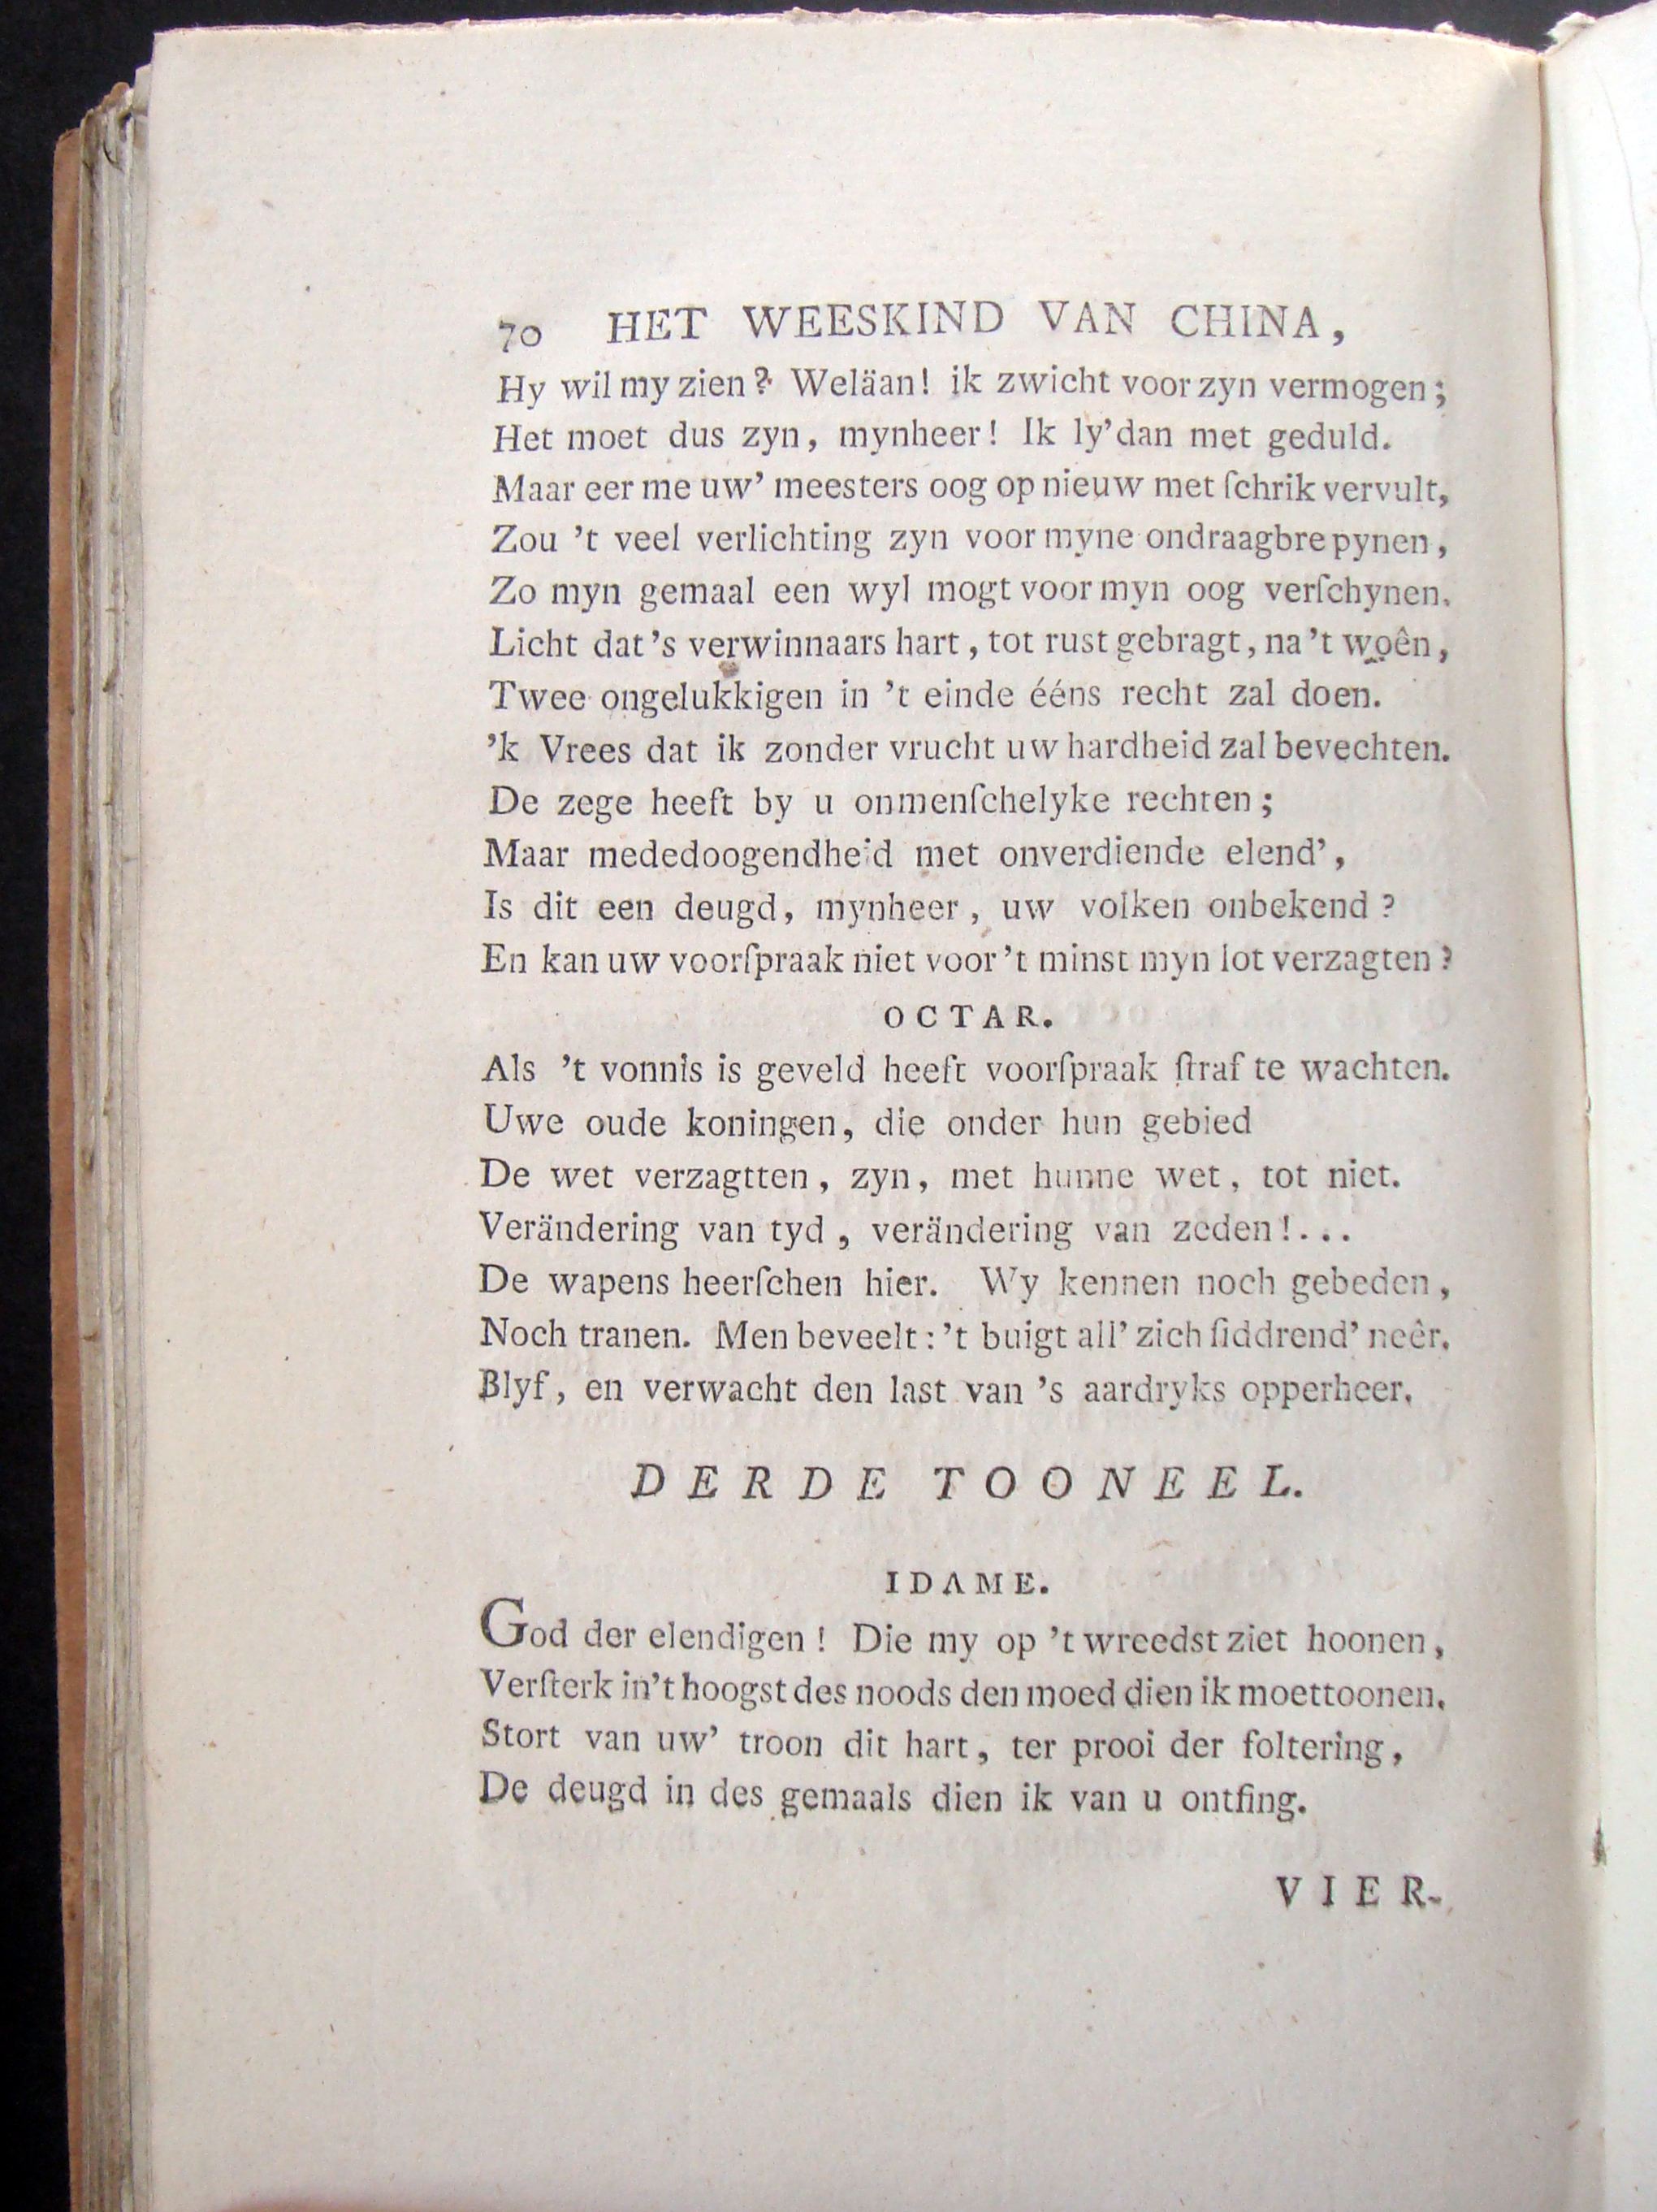 70 HET WEESKIND VAN CHINA,
Hy wil my zien? Weläan! ik zwicht voor zyn vermogen;
Het moet dus zyn, mynheer! Ik ly' dan met geduld.
Maar eer me uw' meesters oog op nieuw met ſchrik vervult,
Zou 't veel verlichting zyn voor myne ondraagbre pynen,
Zo myn gemaal een wyl mogt voor myn oog verſchynen.
Licht dat 's verwinnaars hart, tot rust gebragt, na 't woên,
Twee ongelukkigen in 't einde ééns recht zal doen.
'k Vrees dat ik zonder vrucht uw hardheid zal bevechten.
De zege heeft by u onmenſchelyke rechten;
Maar mededoogendheid met onverdiende elend',
Is dit een deugd, mynheer, uw volken onbekend?
En kan uw voorſpraak niet voor 't minst myn lot verzagten?
OCTAR.
Als 't vonnis is geveld heeft voorſpraak ſtraf te wachten.
Uwe oude koningen, die onder hun gebied
De wet verzagtten, zyn, met hunne wet, tot niet.
Verändering van tyd, verändering van zeden!...
De wapens heerſchen hier. Wy kennen noch gebeden,
Noch tranen. Men beveelt: 't buigt all' zich ſiddrend' neêr.
Blyf, en verwacht den last van 's aardryks opperheer.
DERDE TOONEEL.
IDAME.
God der elendigen! Die my op 't wreedst ziet hoonen,
Verſterk in 't hoogst des noods den moed dien ik moet toonen.
Stort van uw' troon dit hart, ter prooi der foltering,
De deugd in des gemaals dien ik van u ontfing.
VIER-